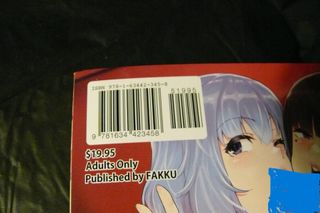 ISBN 978-1-63442-345-8
51995
9 781634 423458
$19.95
Adults Only
Published by FAKKU